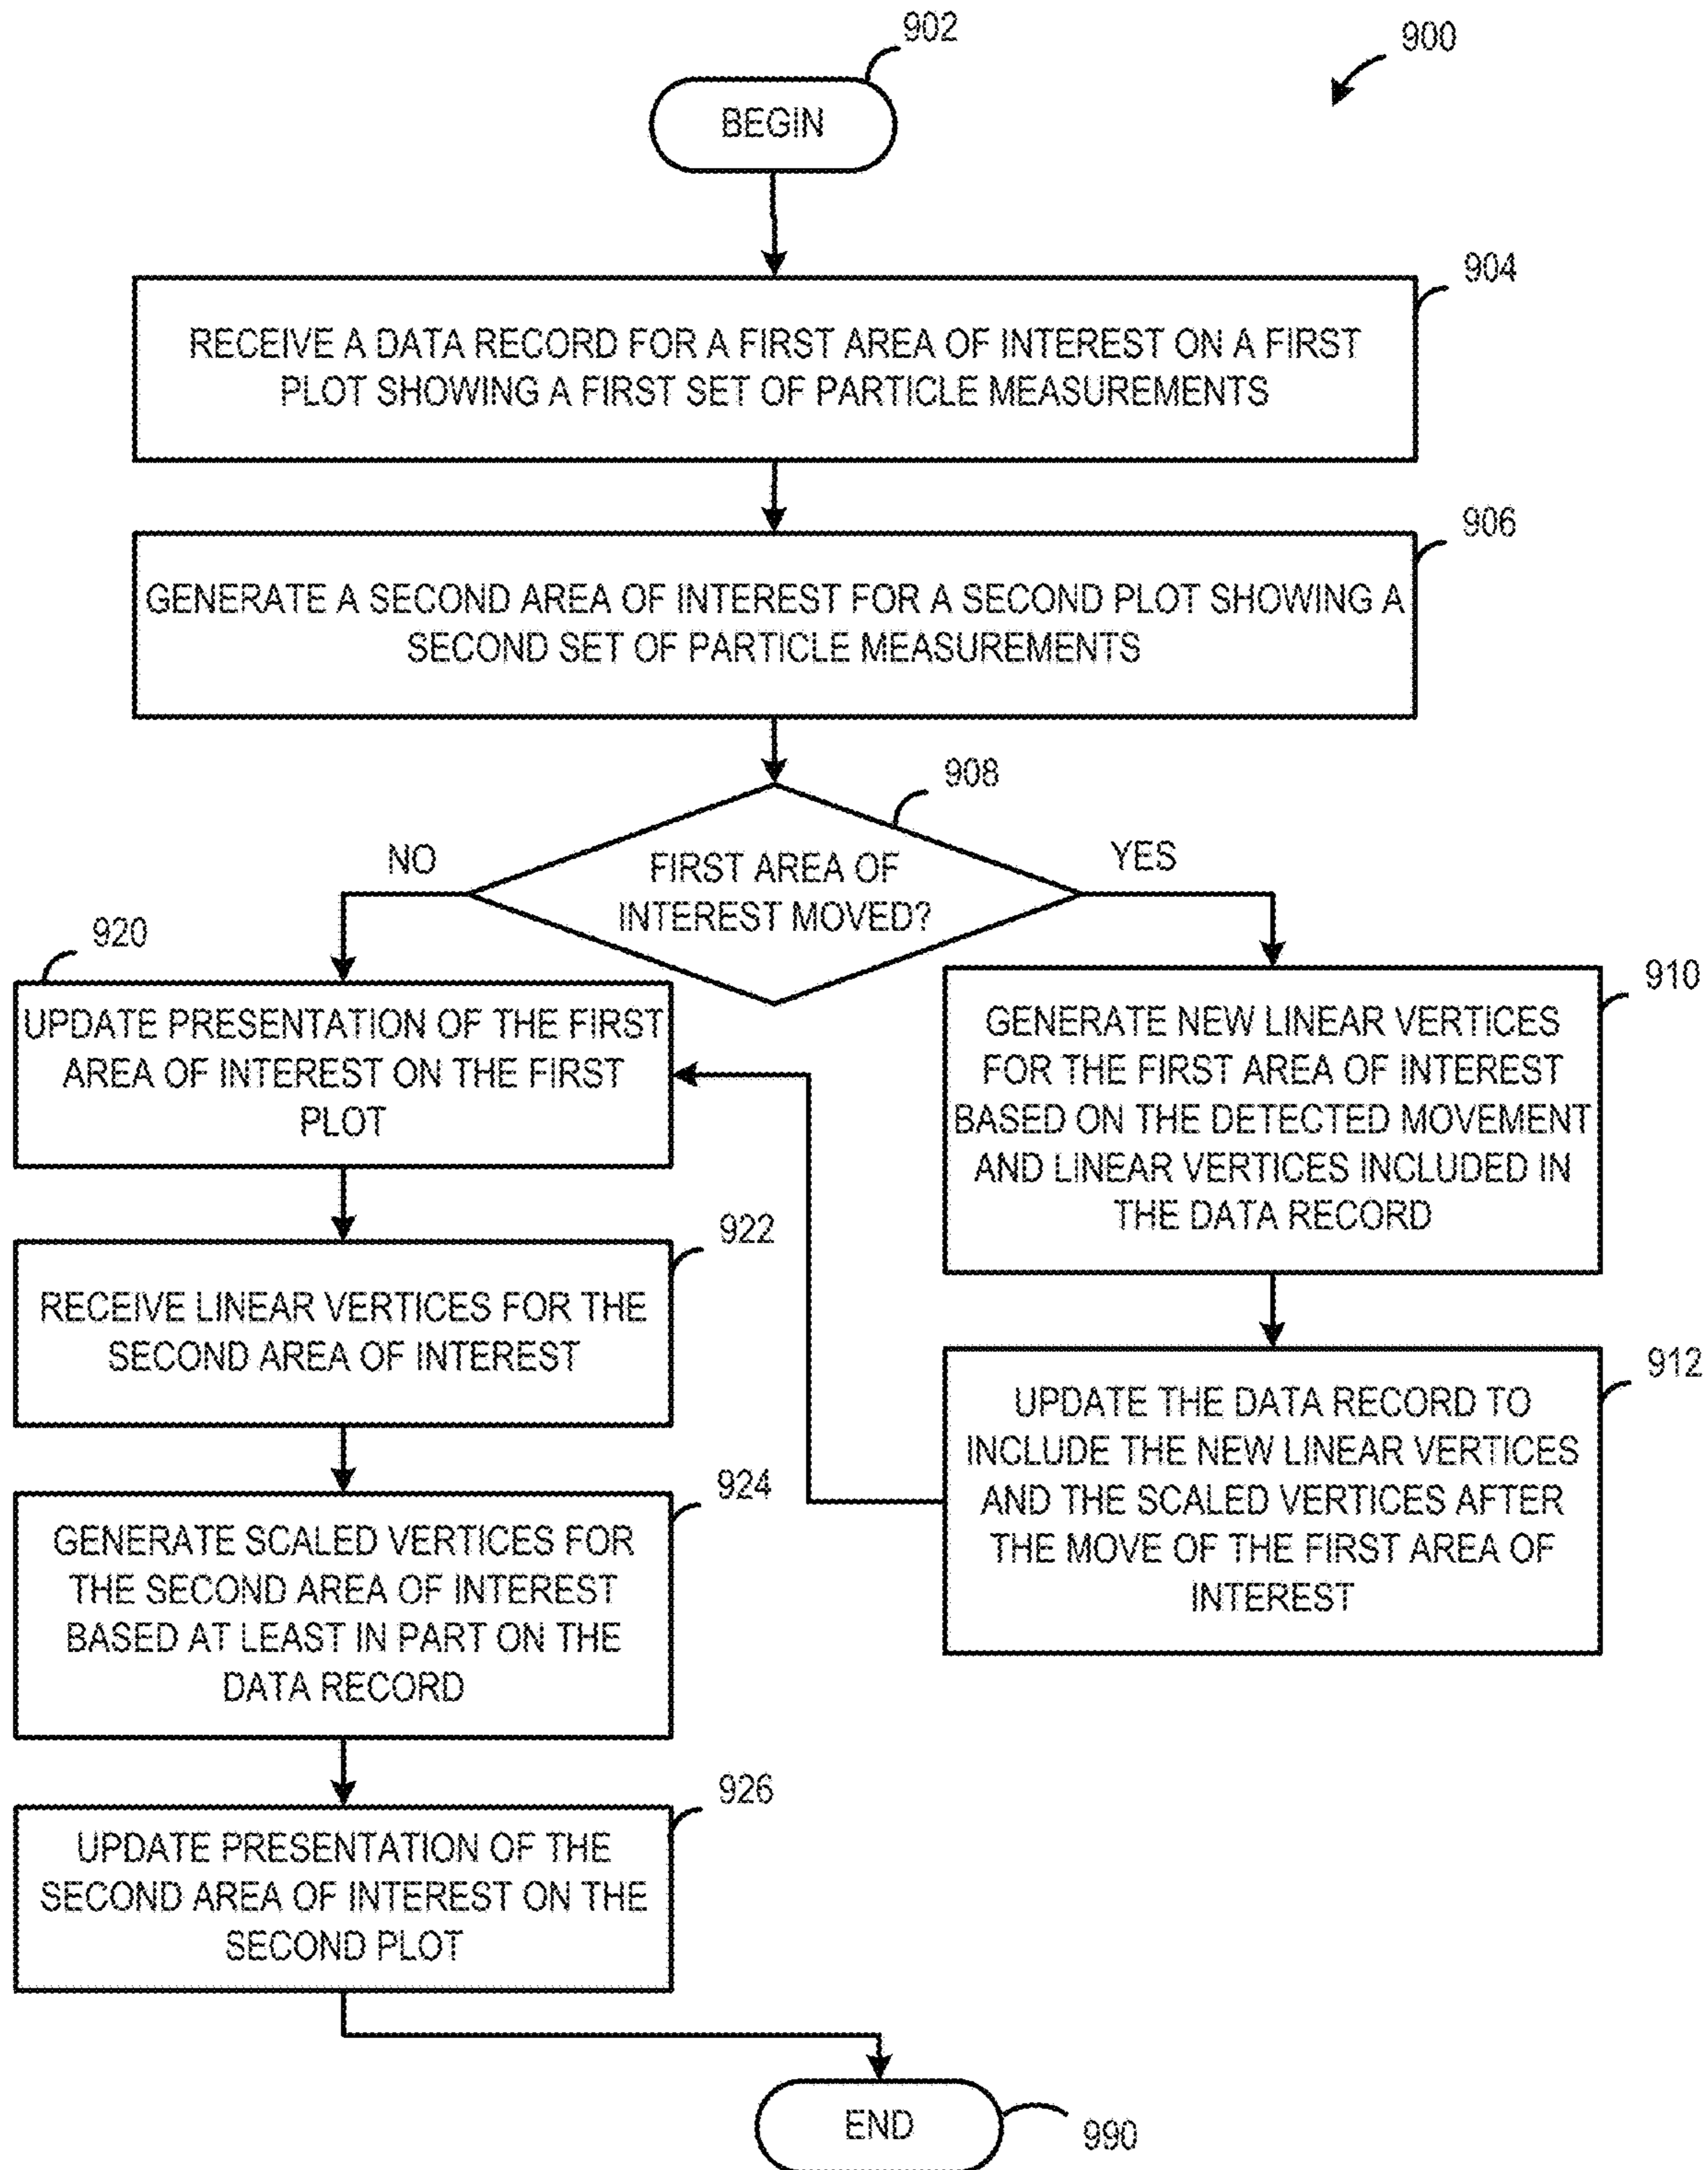 902
900
BEGIN
904
RECEIVE A DATA RECORD FOR A FIRST AREA OF INTEREST ON A FIRST
PLOT SHOWING A FIRST SET OF PARTICLE MEASUREMENTS
906
GENERATE A SECOND AREA OF INTEREST FOR A SECOND PLOT SHOWING A
SECOND SET OF PARTICLE MEASUREMENTS
908
FIRST AREA OF
INTEREST MOVED?
NO
YES
920
UPDATE PRESENTATION OF THE FIRST
AREA OF INTEREST ON THE FIRST
PLOT
910
GENERATE NEW LINEAR VERTICES
FOR THE FIRST AREA OF INTEREST
BASED ON THE DETECTED MOVEMENT
AND LINEAR VERTICES INCLUDED IN
THE DATA RECORD
922
RECEIVE LINEAR VERTICES FOR THE
SECOND AREA OF INTEREST
912
UPDATE THE DATA RECORD TO
INCLUDE THE NEW LINEAR VERTICES
AND THE SCALED VERTICES AFTER
THE MOVE OF THE FIRST AREA OF
INTEREST
924
GENERATE SCALED VERTICES FOR
THE SECOND AREA OF INTEREST
BASED AT LEAST IN PART ON THE
DATA RECORD
926
UPDATE PRESENTATION OF THE
SECOND AREA OF INTEREST ON THE
SECOND PLOT
END
990